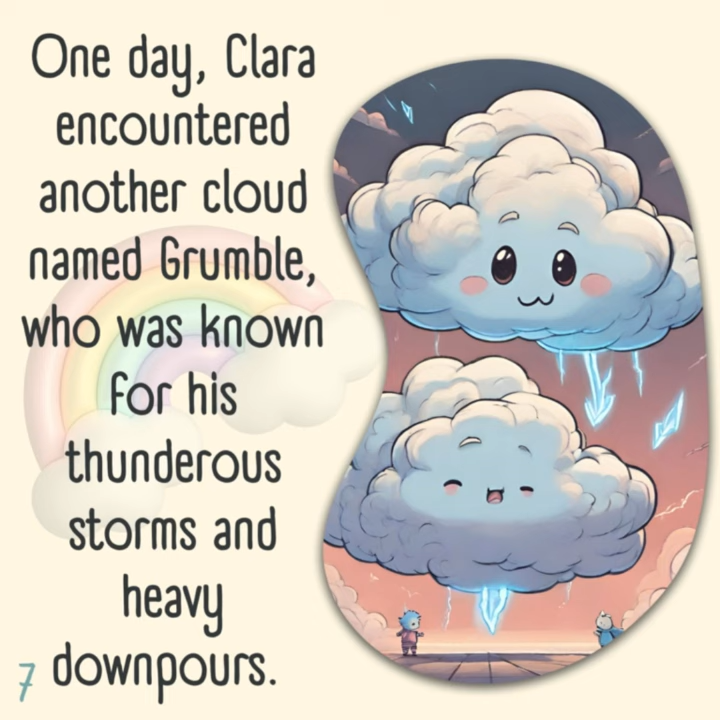 One day, Clara
encountered
another cloud
named Grumble,
who was known
for his
thunderous
storms and
heavy
downpours.
7